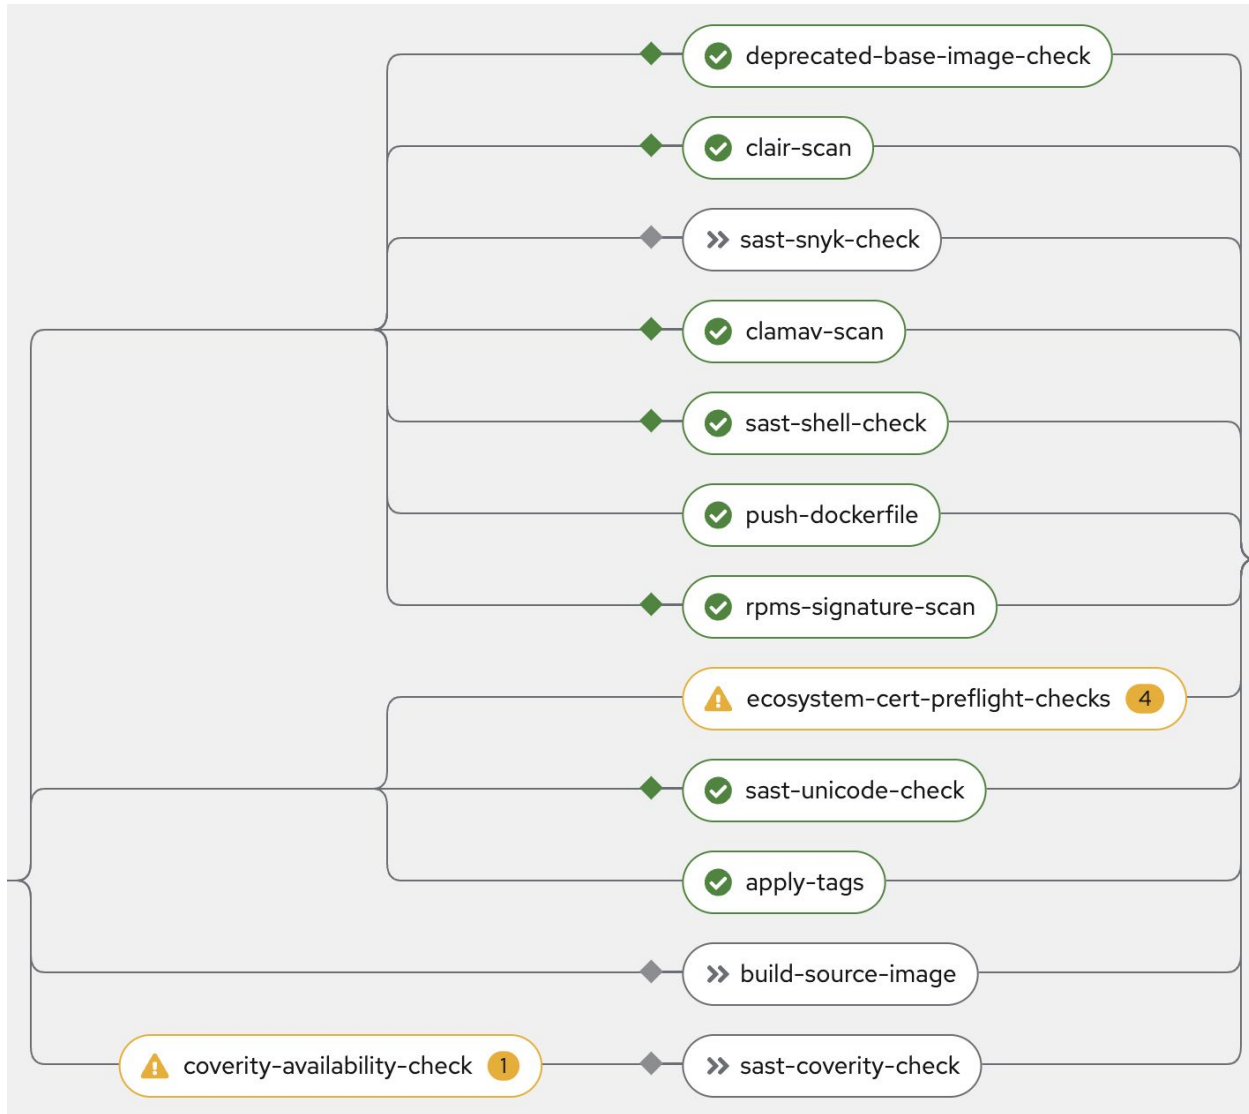 deprecated-base-image-check
clair-scan
sast-snyk-check
clamav-scan
sast-shell-check
push-dockerfile
rpms-signature-scan
ecosystem-cert-preflight-checks 4
sast-unicode-check
apply-tags
build-source-image
coverity-availability-check 1
sast-coverity-check